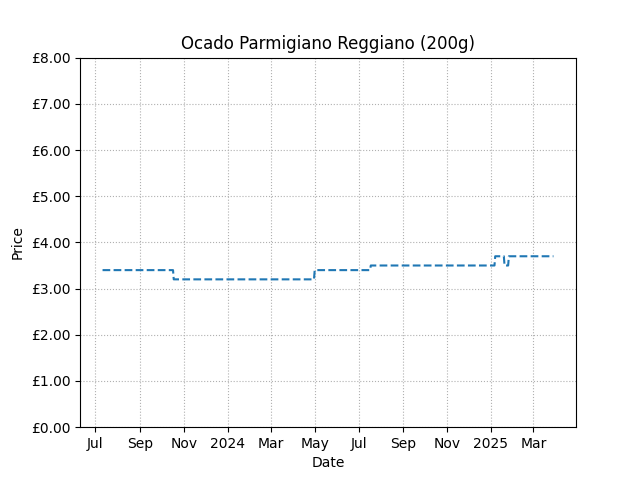 Ocado Parmigiano Reggiano (200g)
£8.00
£7.00
£6.00
£5.00
£4.00
£3.00
£2.00
£1.00
£0.00
Price
Jul Sep Nov 2024 Mar May Jul Sep Nov 2025 Mar
Date